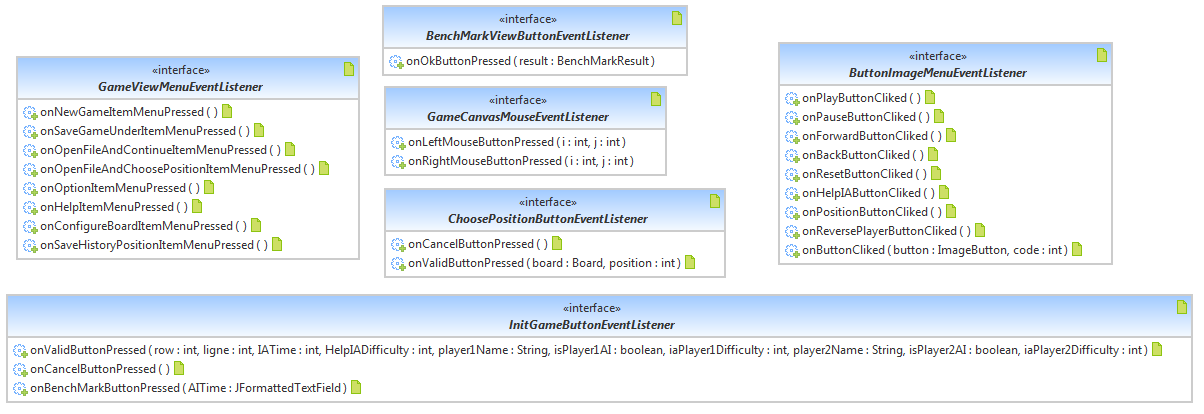 «interface»
GameViewMenuEventListener
onNewGameItemMenuPressed ( )
onSaveGameUnderItemMenuPressed ( )
onOpenFileAndContinueItemMenuPressed ( )
onOpenFileAndChoosePositionItemMenuPressed ( )
onOptionItemMenuPressed ( )
onHelpItemMenuPressed ( )
onConfigureBoardItemMenuPressed ( )
onSaveHistoryPositionItemMenuPressed ( )
«interface»
BenchMarkViewButtonEventListener
onOkButtonPressed ( result : BenchMarkResult )
«interface»
GameCanvasMouseEventListener
onLeftMouseButtonPressed ( i : int, j : int )
onRightMouseButtonPressed ( i : int, j : int )
«interface»
ChoosePositionButtonEventListener
onCancelButtonPressed ( )
onValidButtonPressed ( board : Board, position : int )
«interface»
ButtonImageMenuEventListener
onPlayButtonCliked ( )
onPauseButtonCliked ( )
onForwardButtonCliked ( )
onBackButtonCliked ( )
onResetButtonCliked ( )
onHelpIAButtonCliked ( )
onPositionButtonCliked ( )
onReversePlayerButtonCliked ( )
onButtonCliked ( button : ImageButton, code : int )
«interface»
InitGameButtonEventListener
onValidButtonPressed ( row : int, ligne : int, IATime : int, HelpIADifficulty : int, player1Name : String, isPlayer1AI : boolean, iaPlayer1Difficulty : int, player2Name : String, isPlayer2AI : boolean, iaPlayer2Difficulty : int )
onCancelButtonPressed ( )
onBenchMarkButtonPressed ( AITime : JFormattedTextField )